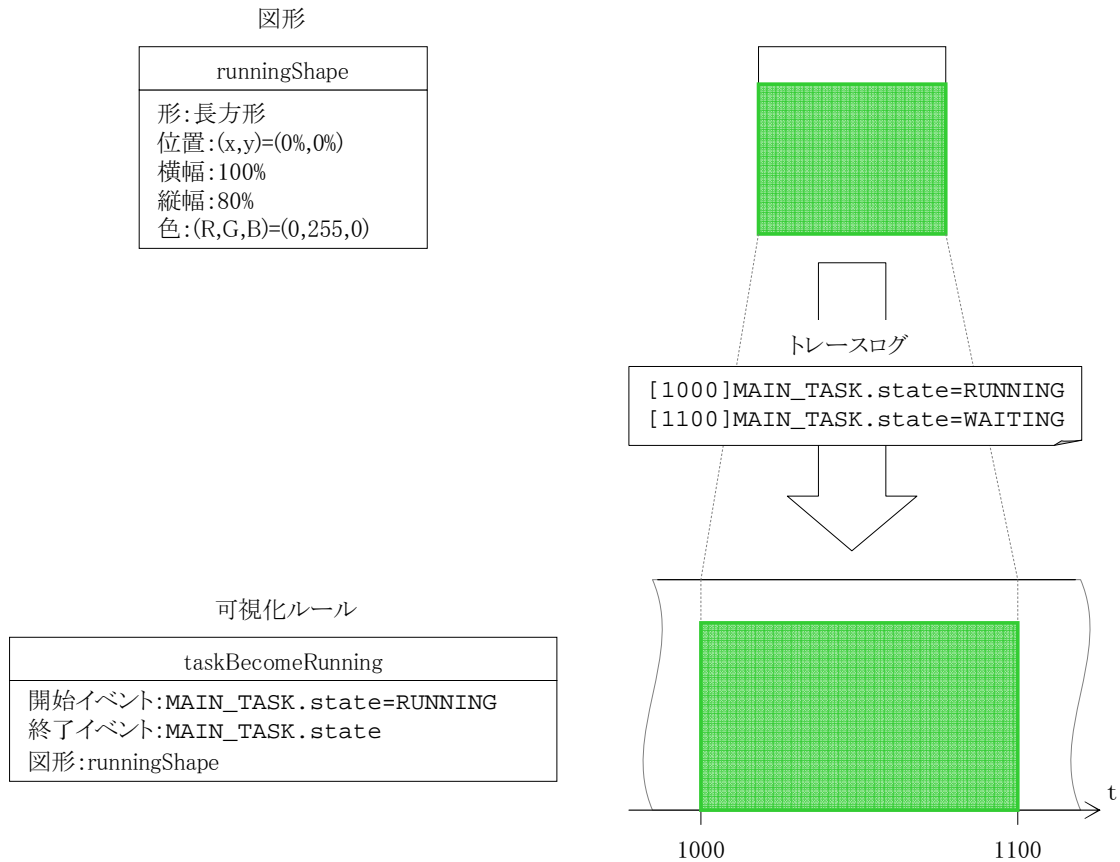 図形
runningShape
形:長方形
位置:(x,y)=(0%,0%)
横幅:100%
縦幅:80%
色:(R,G,B)=(0,255,0)
トレースログ
[1000]MAIN_TASK.state=RUNNING
[1100]MAIN_TASK.state=WAITING
可視化ルール
taskBecomeRunning
開始イベント:MAIN_TASK.state=RUNNING
終了イベント:MAIN_TASK.state
図形:runningShape
t
1000
1100